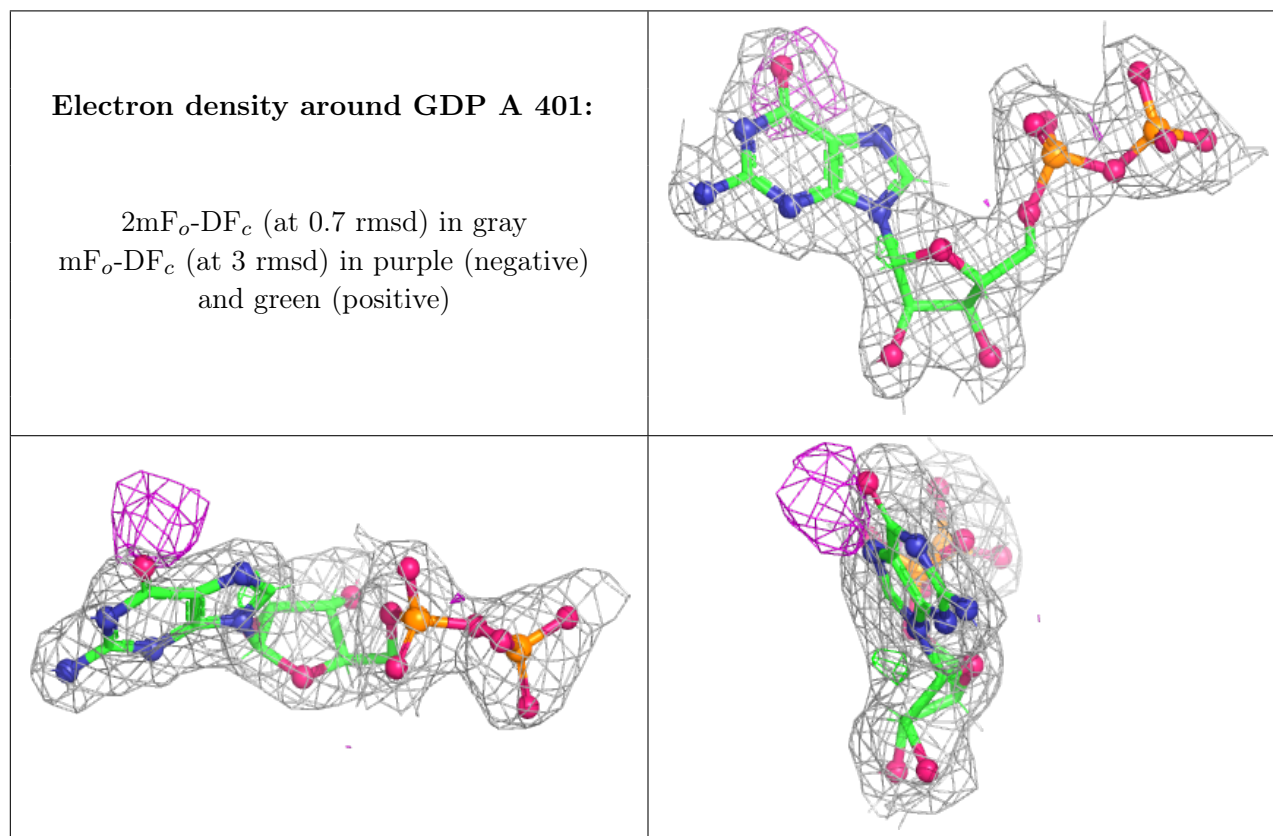 Electron density around GDP A 401:
2mFo-DFc (at 0.7 rmsd) in gray
mFo-DFc (at 3 rmsd) in purple (negative)
and green (positive)